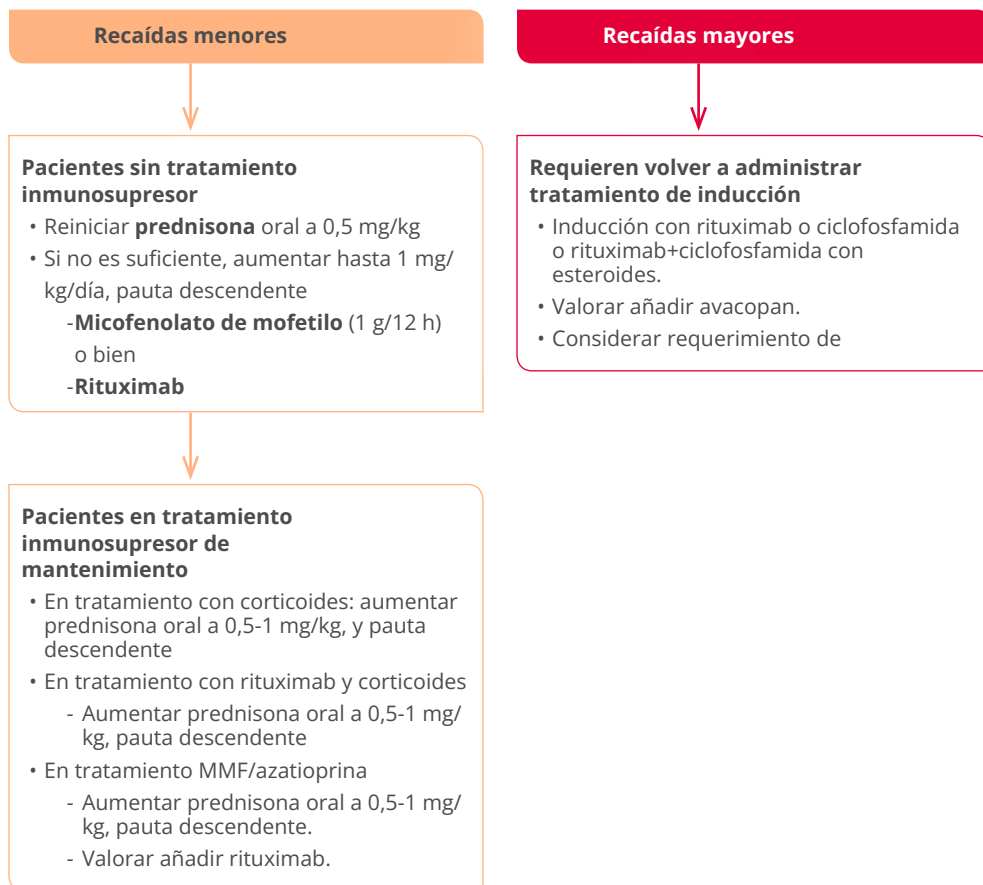 Recaídas menores
Pacientes sin tratamiento
inmunosupresor
• Reiniciar prednisona oral a 0,5 mg/kg
• Si no es suficiente, aumentar hasta 1 mg/
kg/día, pauta descendente
-Micofenolato de mofetilo (1 g/12 h)
o bien
-Rituximab
Pacientes en tratamiento
inmunosupresor de
mantenimiento
• En tratamiento con corticoides: aumentar
prednisona oral a 0,5-1 mg/kg, y pauta
descendente
• En tratamiento con rituximab y corticoides
- Aumentar prednisona oral a 0,5-1 mg/
kg, pauta descendente
• En tratamiento MMF/azatioprina
- Aumentar prednisona oral a 0,5-1 mg/
kg, pauta descendente.
- Valorar añadir rituximab.
Recaídas mayores
Requieren volver a administrar
tratamiento de inducción
• Inducción con rituximab o ciclofosfamida
o rituximab+ciclofosfamida con
esteroides.
• Valorar añadir avacopan.
• Considerar requerimiento de